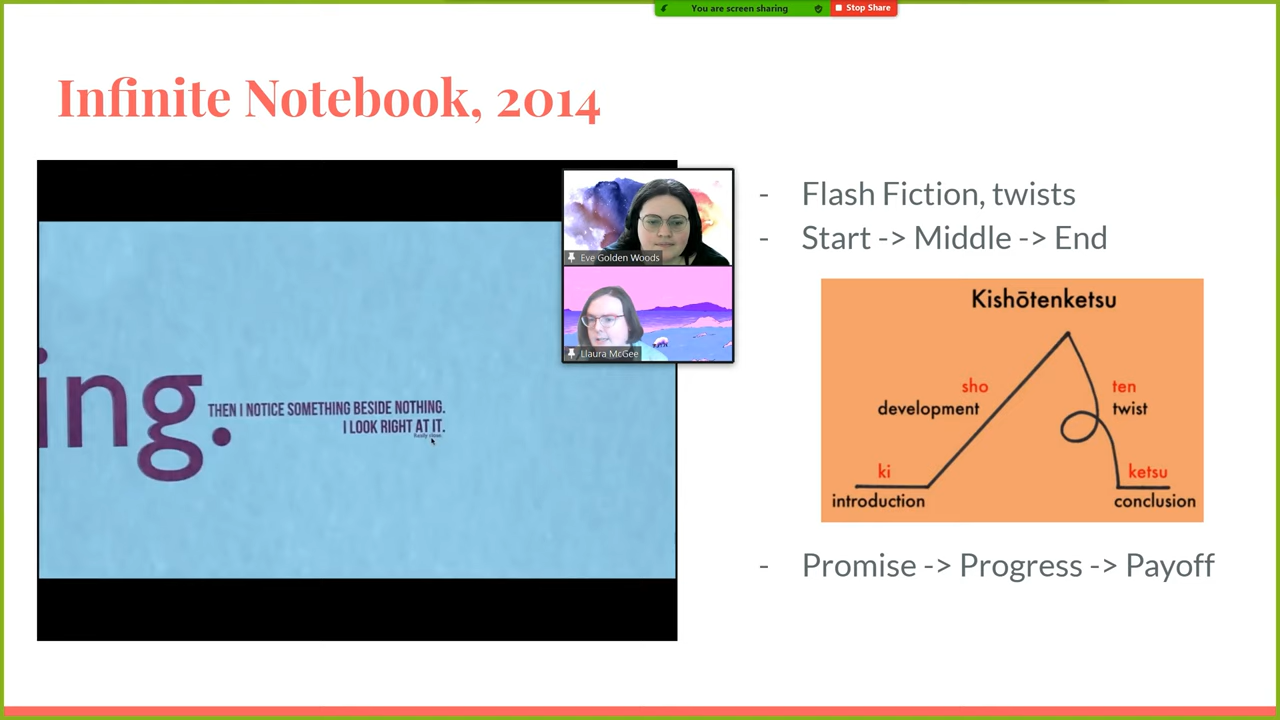 You are screen sharing
Stop Share
Infinite Notebook, 2014
ing.
THEN I NOTICE SOMETHING BESIDE NOTHING.
I LOOK RIGHT AT IT.
Eve Golden Woods
Llaura McGee
- Flash Fiction, twists
- Start -> Middle -> End
Kishōtenketsu
sho
development
ten
twist
ki
introduction
ketsu
conclusion
- Promise -> Progress -> Payoff